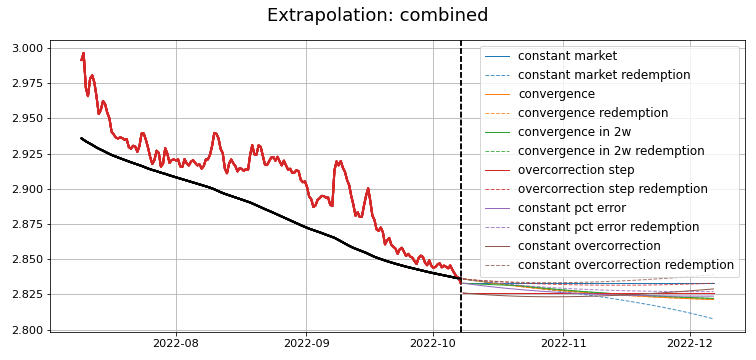 Extrapolation: combined
3.000
2.975
2.950
2.925
2.900
2.875
2.850
2.825
2.800
constant market
constant market redemption
convergence
convergence redemption
convergence in 2w
convergence in 2w redemption
overcorrection step
overcorrection step redemption
constant pct error
constant pct error redemption
constant overcorrection
constant overcorrection redemption
2022-08
2022-09
2022-10
2022-11
2022-12